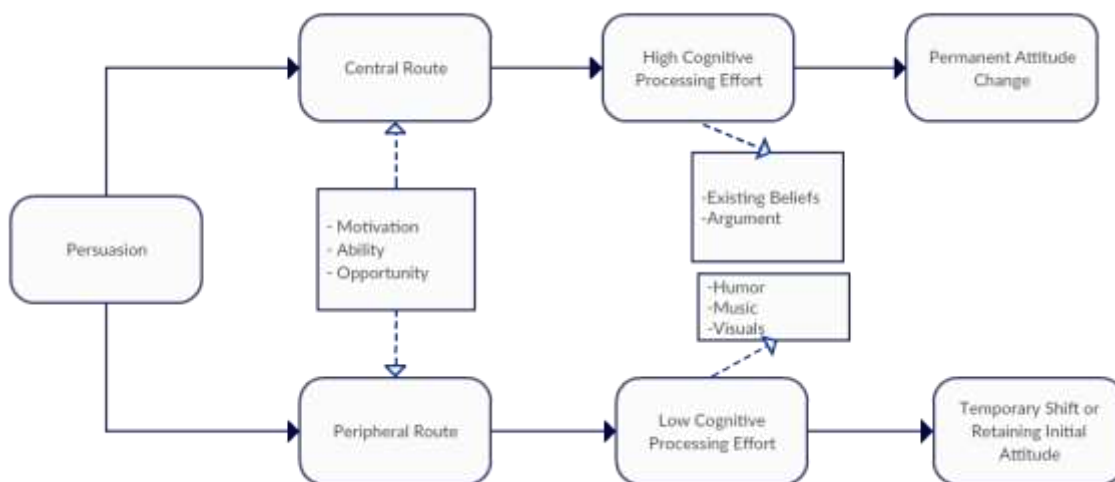 Central Route
High Cognitive
Processing Effort
Permanent Attitude
Change
Persuasion
- Motivation
- Ability
- Opportunity
-Existing Beliefs
-Argument
-Humor
-Music
-Visuals
Peripheral Route
Low Cognitive
Processing Effort
Temporary Shift or
Retaining Initial
Attitude